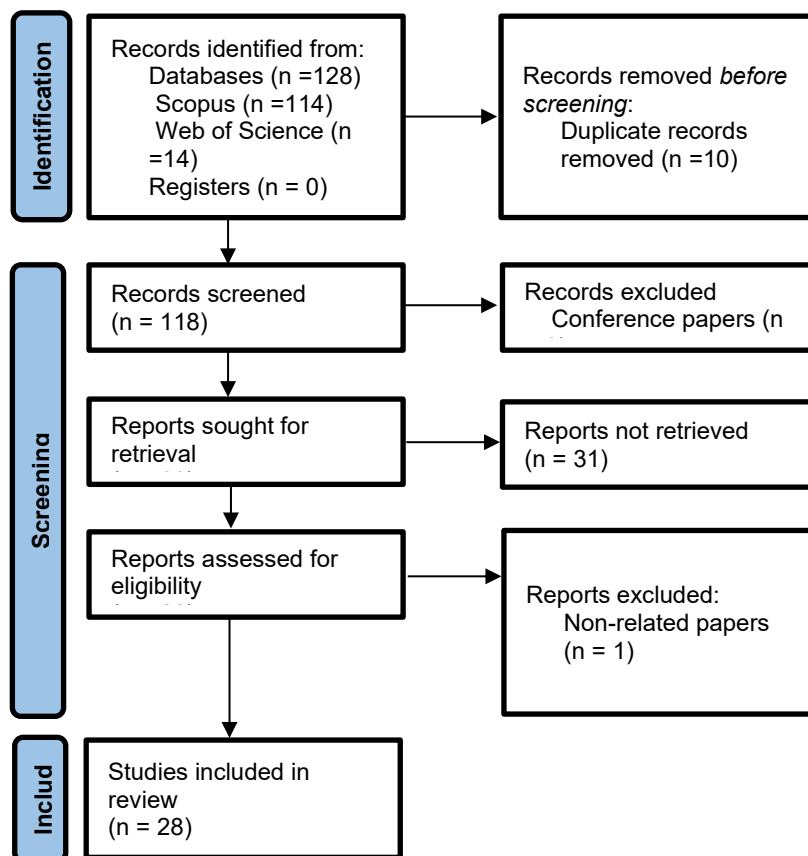 Identification
Records identified from:
Databases (n =128)
Scopus (n =114)
Web of Science (n
=14)
Registers (n = 0)
Records removed before
screening:
Duplicate records
removed (n =10)
Screening
Records screened
(n = 118)
Records excluded
Conference papers (n
Reports sought for
retrieval
Reports not retrieved
(n = 31)
Reports assessed for
eligibility
Reports excluded:
Non-related papers
(n = 1)
Includ
Studies included in
review
(n = 28)